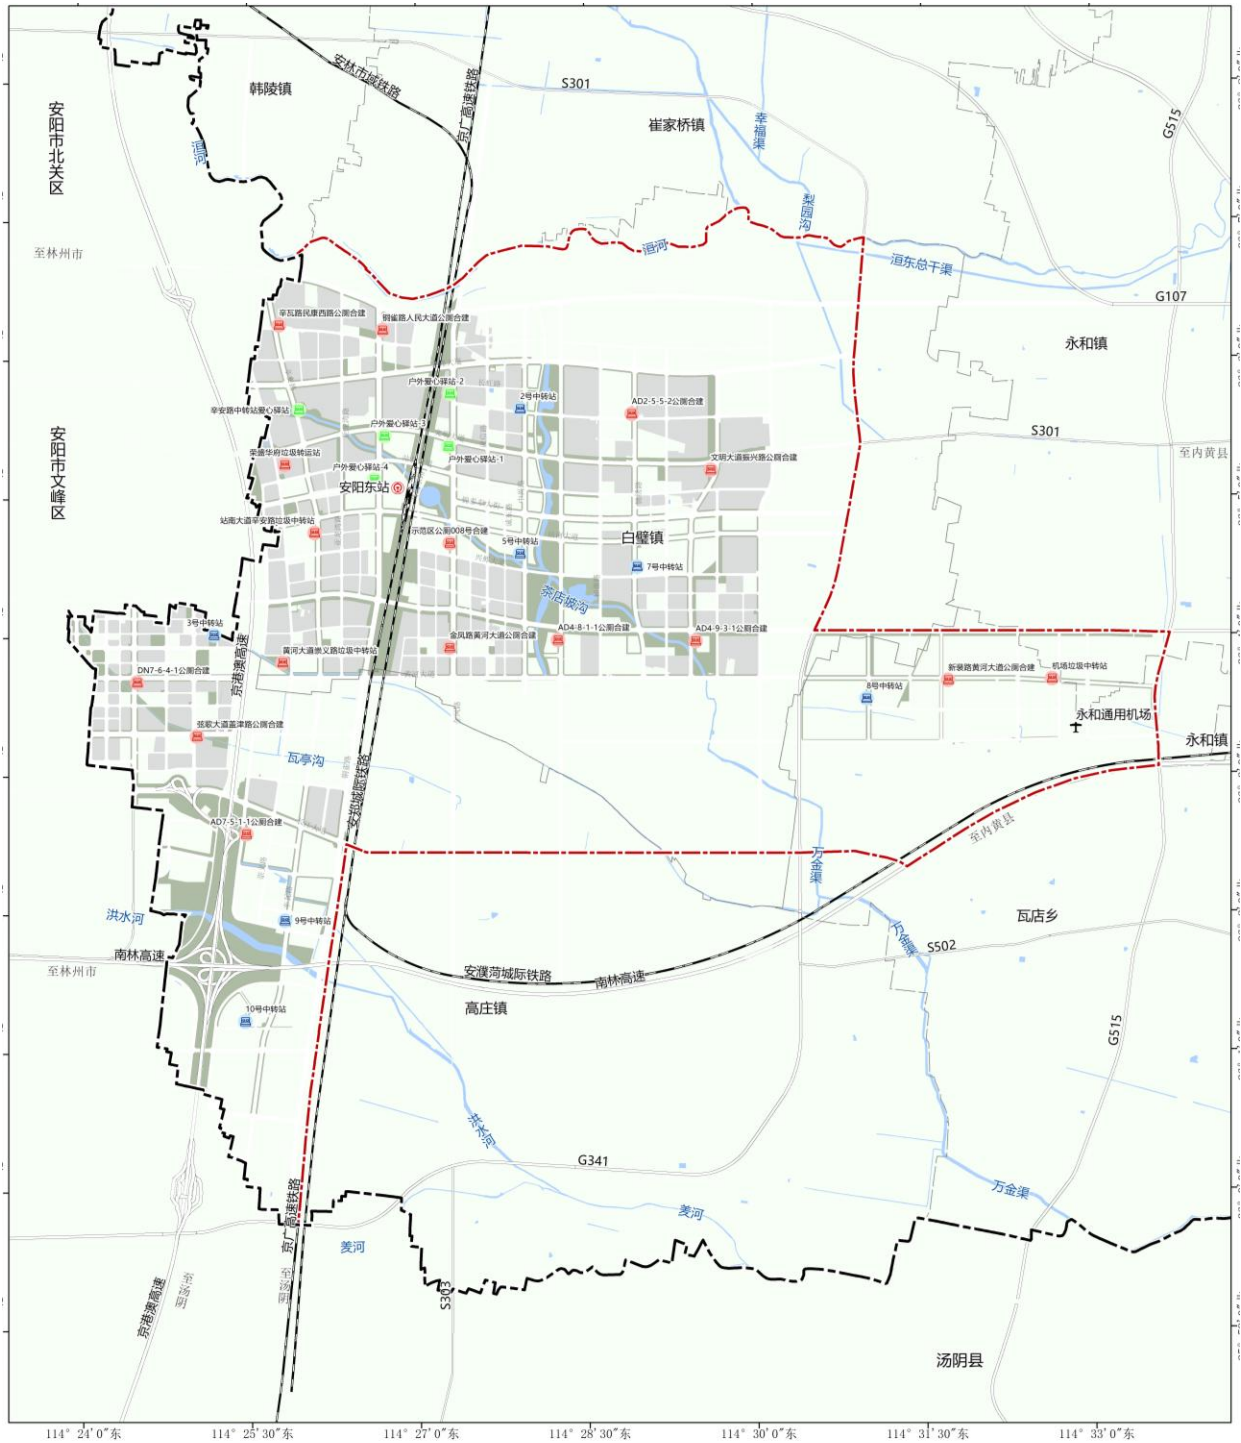 安林市域铁路
京广高速铁路
韩陵镇
S301
崔家桥镇
幸福渠
G515
安阳市北关区
洹河
梨园沟
至林州市
洹河
洹东总干渠
G107
辛瓦路民康西路公厕合建
铜雀路人民大道公厕合建
永和镇
户外爱心驿站-2
辛安路中转站爱心驿站
2号中转站
AD2-5-5-2公厕合建
户外爱心驿站-3
S301
至内黄县
安阳市文峰区
荣盛华府垃圾转运站
户外爱心驿站-1
文明大道振兴路公厕合建
户外爱心驿站-4
安阳东站
站南大道辛安路垃圾中转站
示范区公厕008号合建
5号中转站
白璧镇
7号中转站
茶店坡沟
3号中转站
京港澳高速
黄河大道崇义路垃圾中转站
金凤路黄河大道公厕合建
AD4-8-1-1公厕合建
AD4-9-3-1公厕合建
DN7-6-4-1公厕合建
新裴路黄河大道公厕合建
机场垃圾中转站
8号中转站
永和通用机场
弦歌大道盖津路公厕合建
瓦亭沟
永和镇
安郑城际铁路
AD7-5-1-1公厕合建
至内黄县
万金渠
洪水河
9号中转站
瓦店乡
万金渠
S502
南林高速
至林州市
安濮菏城际铁路
南林高速
高庄镇
10号中转站
G515
洪水河
G341
万金渠
羑河
京广高速铁路
羑河
至汤阴
至汤阴
京港澳高速
S303
汤阴县
114° 24′0″东
114° 25′30″东
114° 27′0″东
114° 28′30″东
114° 30′0″东
114° 31′30″东
114° 33′0″东